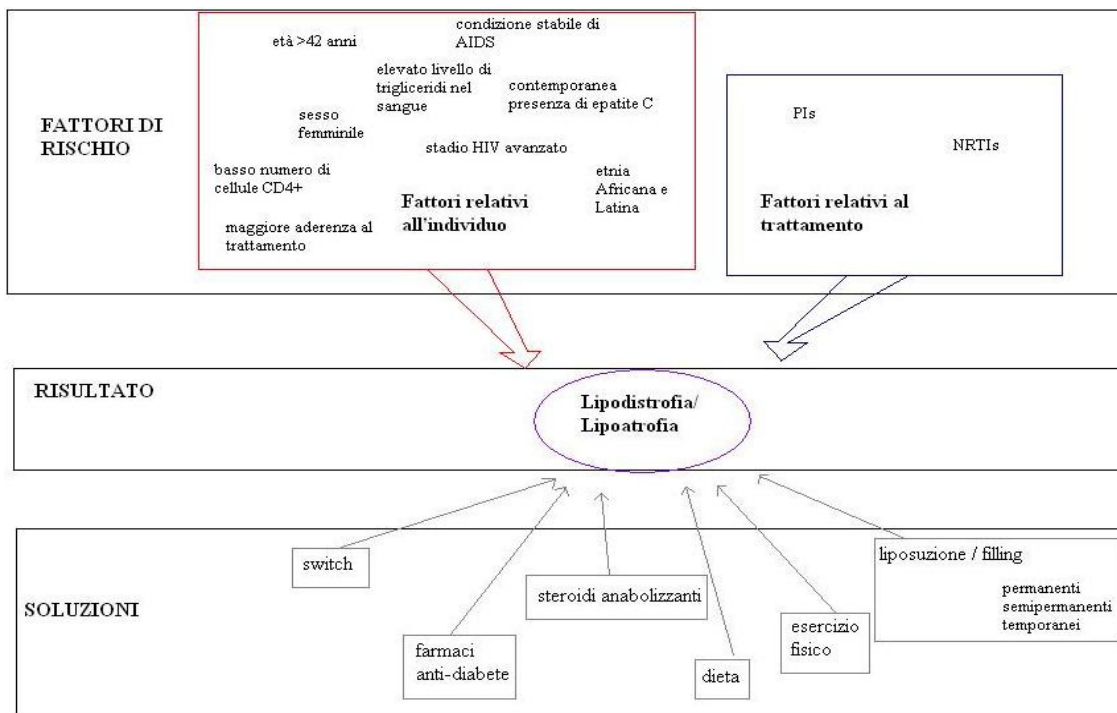 FATTORI DI
RISCHIO
età >42 anni
condizione stabile di
AIDS
elevato livello di
trigliceridi nel
sangue
contemporanea
presenza di epatite C
sesso
femminile
stadio HIV avanzato
basso numero di
cellule CD4+
etnia
Africana e
Latina
maggiore aderenza al
trattamento
Fattori relativi
all'individuo
PIs
NRTIs
Fattori relativi al
trattamento
RISULTATO
Lipodistrofia/
Lipoatrofia
SOLUZIONI
switch
farmaci
anti-diabete
steroidi anabolizzanti
dieta
esercizio
fisico
liposuzione / filling
permanenti
semipermanenti
temporanei